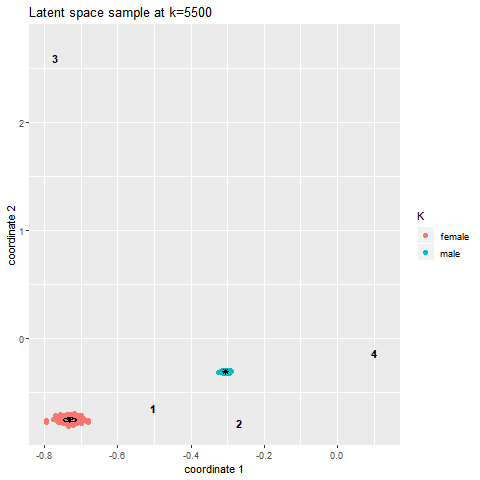 Latent space sample at k=5500
3
2
1
0
4
1
2
-0.8
-0.6
-0.4
-0.2
0.0
coordinate 1
coordinate 2
K
female
male